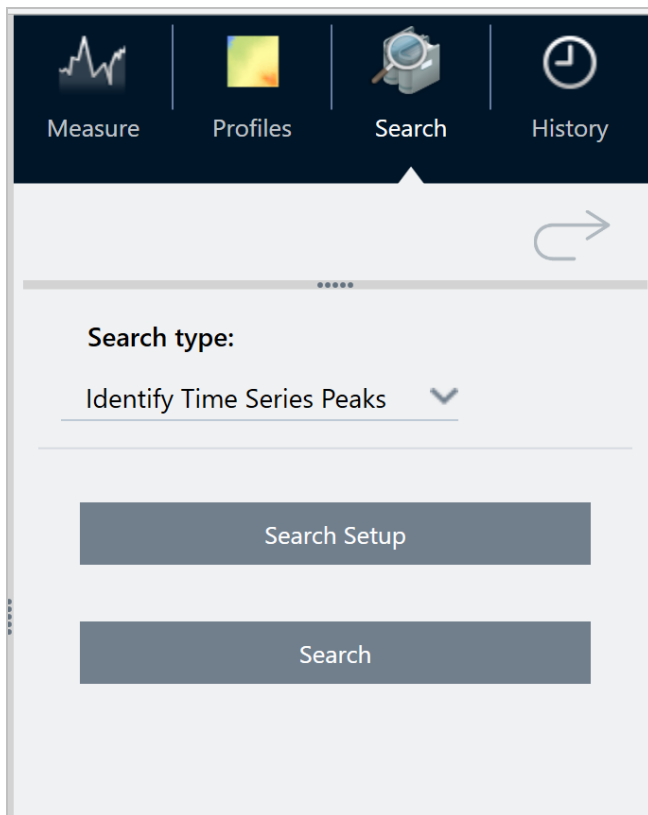 Measure
Profiles
Search
History
Search type:
Identify Time Series Peaks
Search Setup
Search